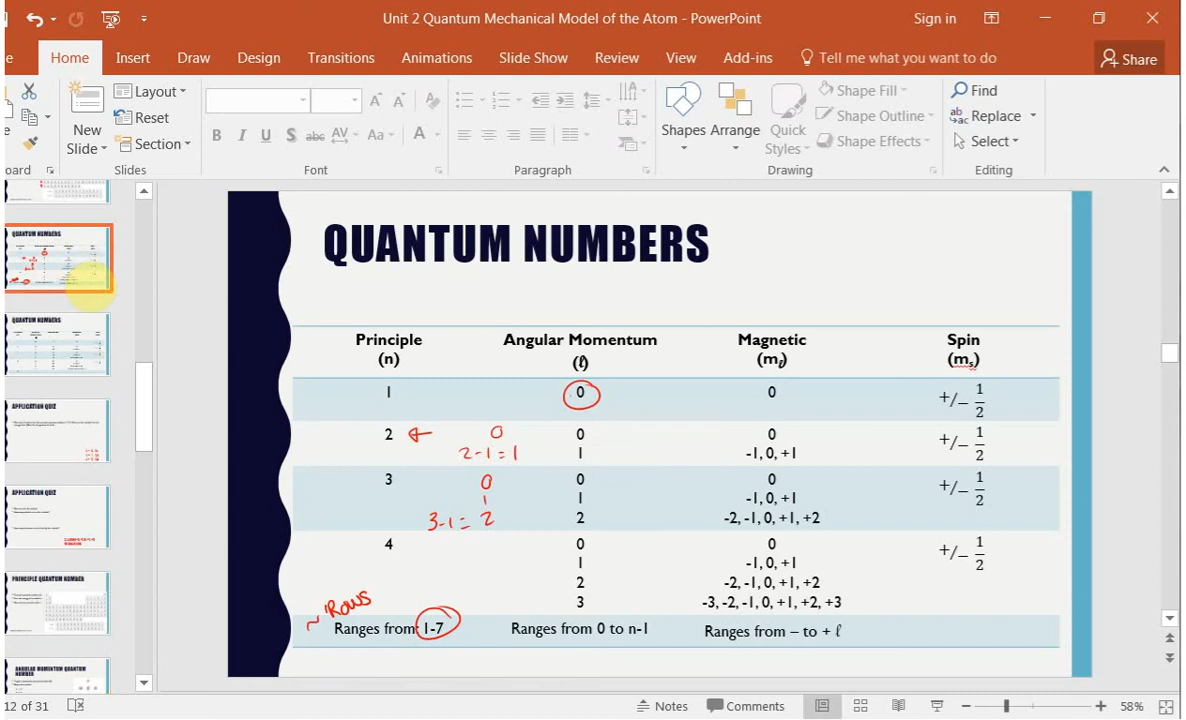 Unit 2 Quantum Mechanical Model of the Atom - PowerPoint
Sign in
Home Insert Draw Design Transitions Animations Slide Show Review View Add-ins Tell me what you want to do Share
New Slide
Layout
Reset
Section
B I U S abc AV Aa A
Shapes
Arrange
Quick Styles
Shape Fill
Shape Outline
Shape Effects
Find
Replace
Select
oard Slides Font Paragraph Drawing Editing
QUANTUM NUMBERS
QUANTUM NUMBERS
APPLICATION QUIZ
APPLICATION QUIZ
PRINCIPLE QUANTUM NUMBER
ANGULAR MOMENTUM QUANTUM NUMBER
QUANTUM NUMBERS
Principle (n) Angular Momentum (ℓ) Magnetic (mℓ) Spin (ms)
1 0 0 +/− 1/2
2 0 0 0 +/− 1/2
2-1=1 1 -1, 0, +1
3 0 0 0 +/− 1/2
1 1 -1, 0, +1
3-1= 2 2 -2, -1, 0, +1, +2
4 0 0 +/− 1/2
1 -1, 0, +1
2 -2, -1, 0, +1, +2
~ Rows 3 -3, -2, -1, 0, +1, +2, +3
Ranges from 1-7 Ranges from 0 to n-1 Ranges from – to + ℓ
12 of 31 Notes Comments 58%